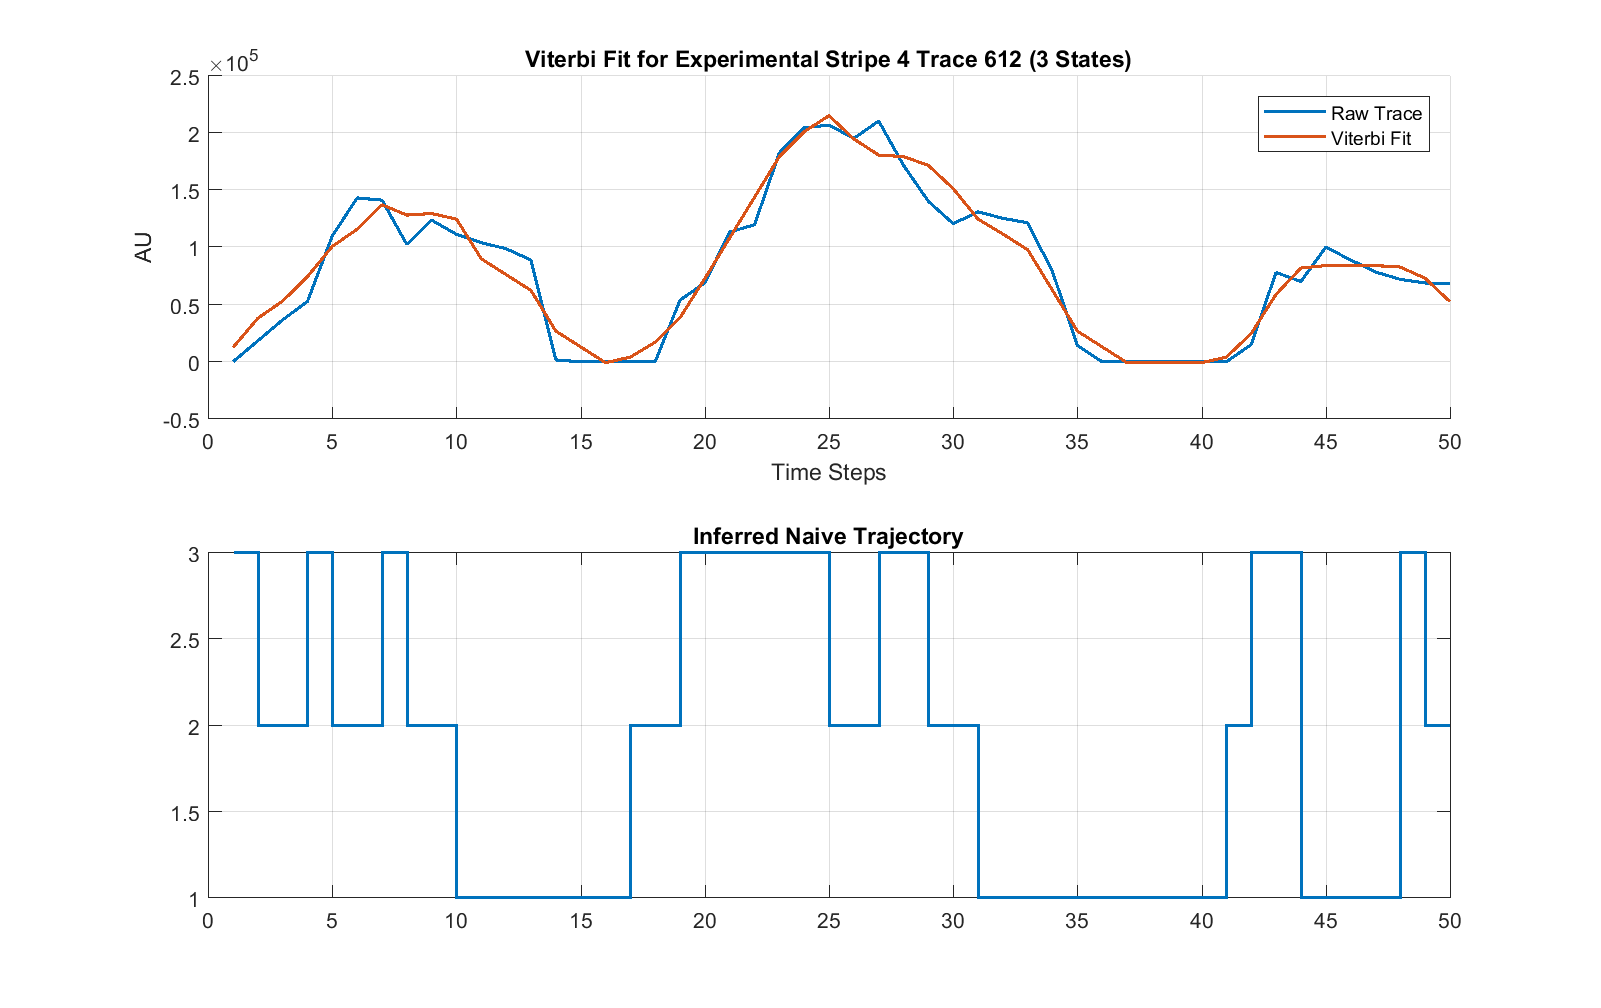 Viterbi Fit for Experimental Stripe 4 Trace 612 (3 States)
×10^5
2.5
2
1.5
1
0.5
0
-0.5
AU
Raw Trace
Viterbi Fit
0 5 10 15 20 25 30 35 40 45 50
Time Steps
Inferred Naive Trajectory
3
2.5
2
1.5
1
0 5 10 15 20 25 30 35 40 45 50